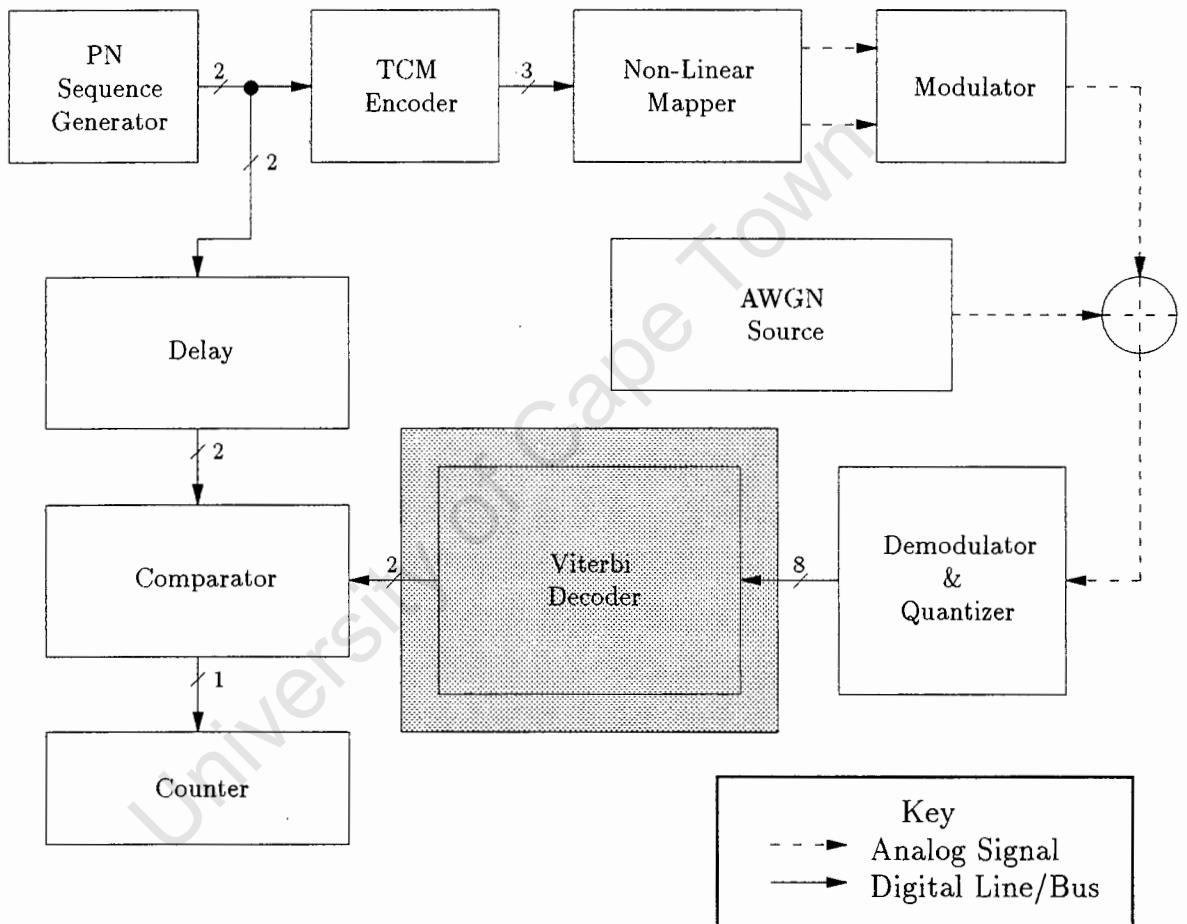 PN
Sequence
Generator
2
TCM
Encoder
3
Non-Linear
Mapper
Modulator
2
Delay
AWGN
Source
2
Comparator
2
Viterbi
Decoder
8
Demodulator
&
Quantizer
1
Counter
Key
Analog Signal
Digital Line/Bus
University of Cape Town